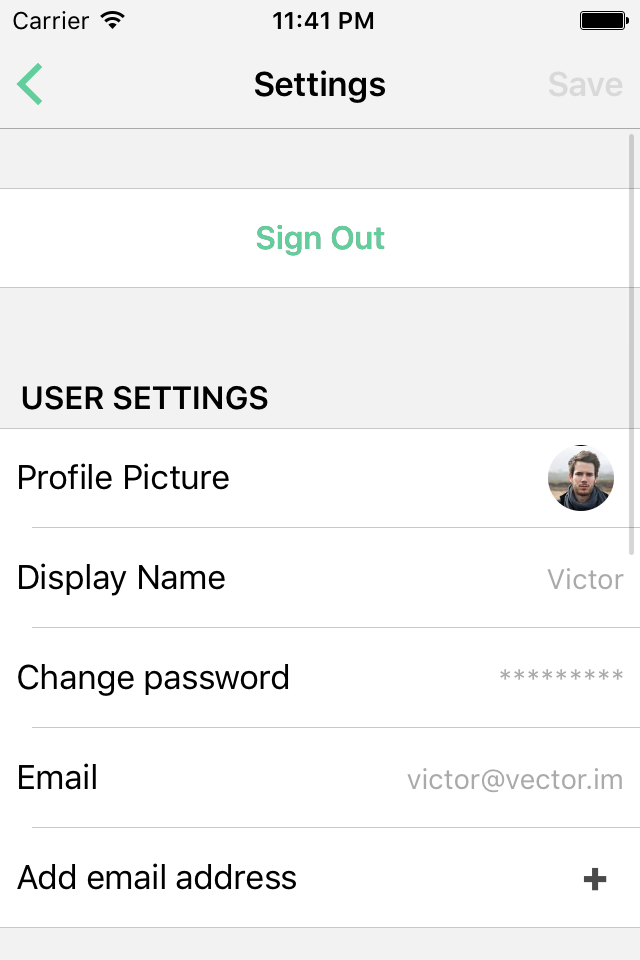 Carrier 11:41 PM
Settings Save
Sign Out
USER SETTINGS
Profile Picture
Display Name Victor
Change password *********
Email victor@vector.im
Add email address +